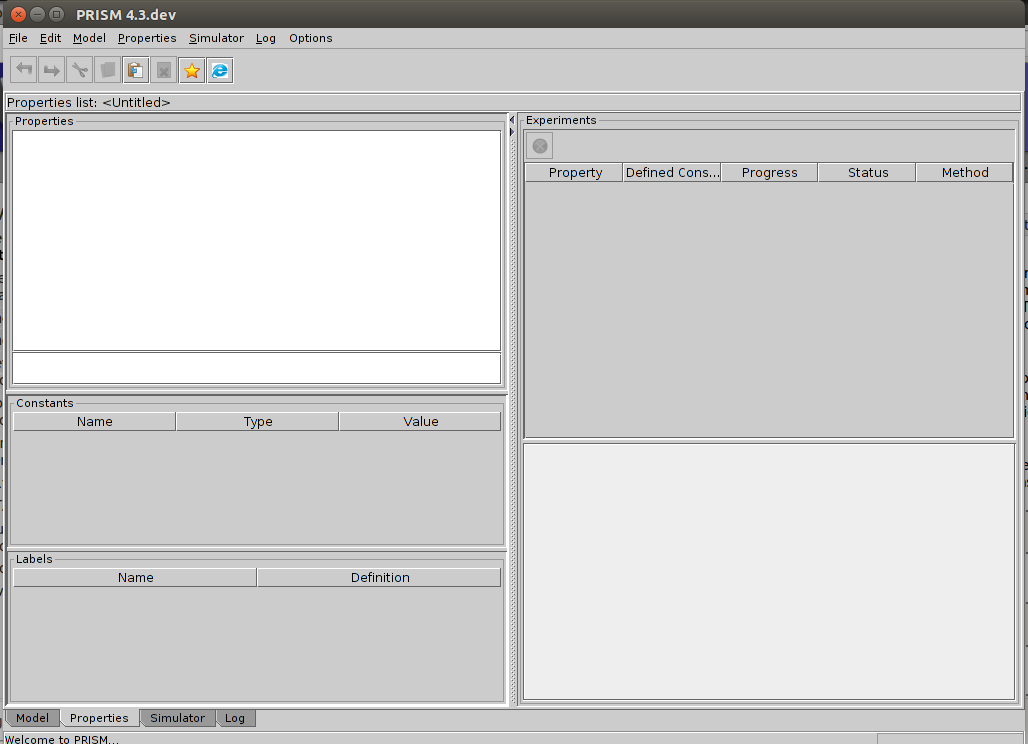 PRISM 4.3.dev
File Edit Model Properties Simulator Log Options
Properties list: <Untitled>
Properties
Experiments
Property Defined Cons... Progress Status Method
Constants
Name Type Value
Labels
Name Definition
Model Properties Simulator Log
Welcome to PRISM...